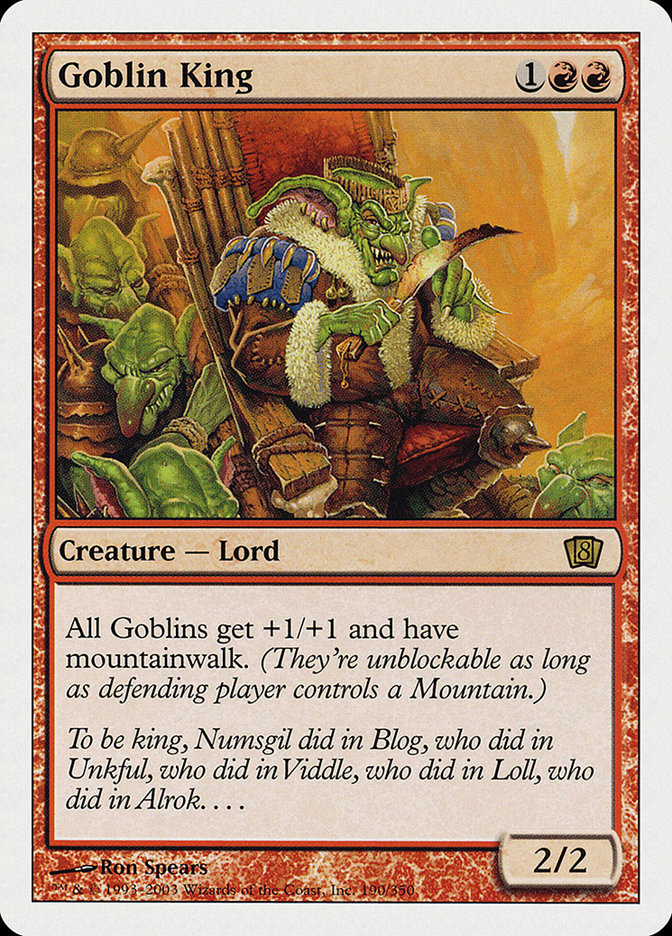 Goblin King 1
Creature — Lord 8
All Goblins get +1/+1 and have
mountainwalk. (They're unblockable as long
as defending player controls a Mountain.)
To be king, Numsgil did in Blog, who did in
Unkful, who did in Viddle, who did in Loll, who
did in Alrok. . . .
2/2
Ron Spears
™ & © 1993–2003 Wizards of the Coast, Inc. 190/350